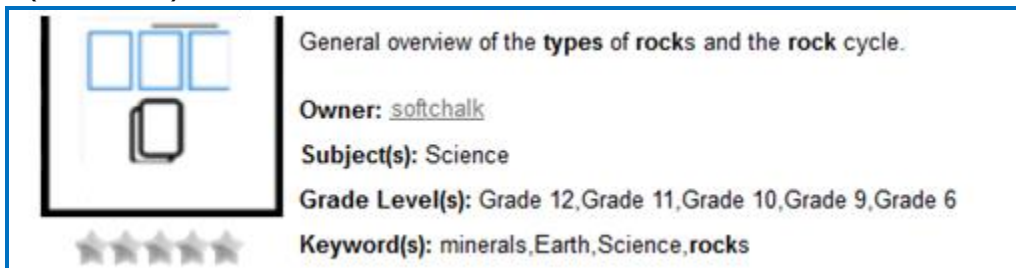 General overview of the types of rocks and the rock cycle.
Owner: softchalk
Subject(s): Science
Grade Level(s): Grade 12,Grade 11,Grade 10,Grade 9,Grade 6
Keyword(s): minerals,Earth,Science,rocks